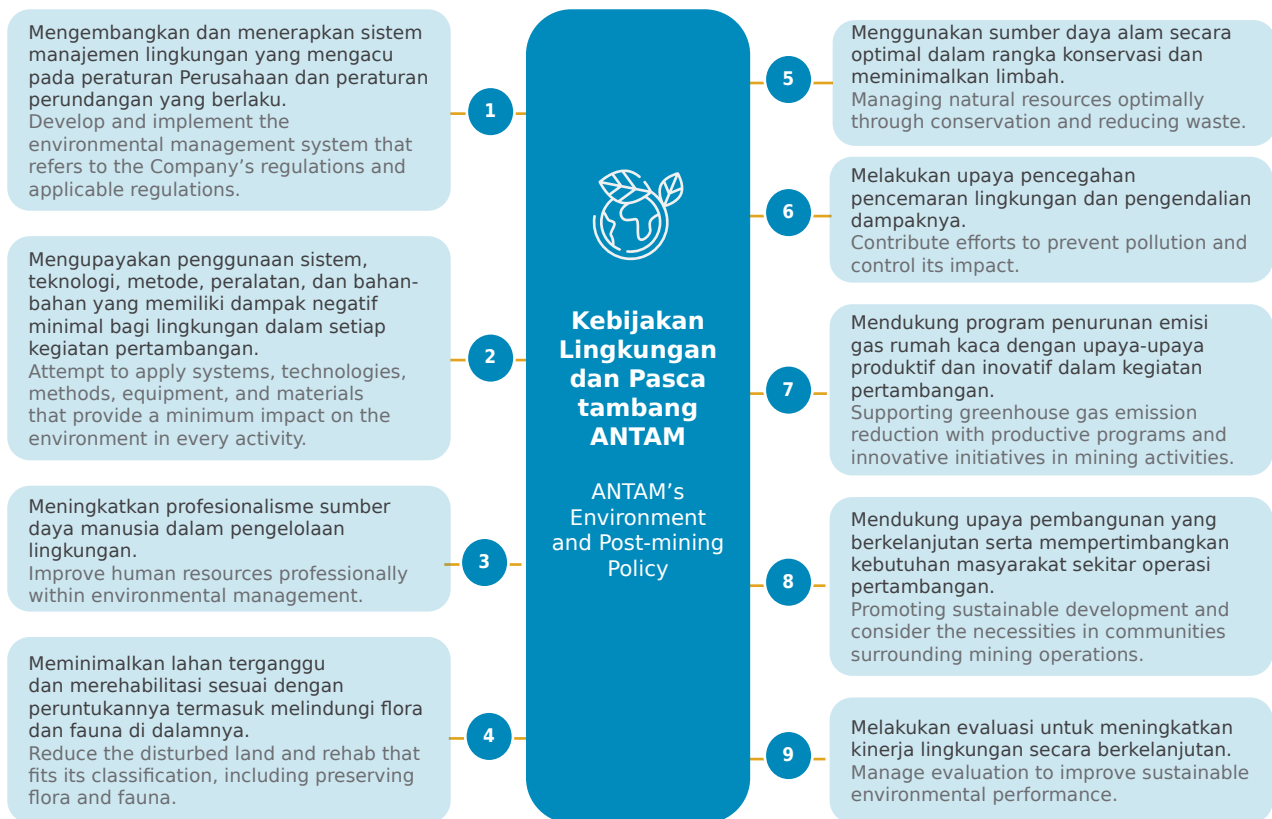 Mengembangkan dan menerapkan sistem
manajemen lingkungan yang mengacu
pada peraturan Perusahaan dan peraturan
perundangan yang berlaku.
Develop and implement the
environmental management system that
refers to the Company’s regulations and
applicable regulations.
1
Mengupayakan penggunaan sistem,
teknologi, metode, peralatan, dan bahan-
bahan yang memiliki dampak negatif
minimal bagi lingkungan dalam setiap
kegiatan pertambangan.
Attempt to apply systems, technologies,
methods, equipment, and materials
that provide a minimum impact on the
environment in every activity.
2
Meningkatkan profesionalisme sumber
daya manusia dalam pengelolaan
lingkungan.
Improve human resources professionally
within environmental management.
3
Meminimalkan lahan terganggu
dan merehabilitasi sesuai dengan
peruntukannya termasuk melindungi flora
dan fauna di dalamnya.
Reduce the disturbed land and rehab that
fits its classification, including preserving
flora and fauna.
4
Kebijakan
Lingkungan
dan Pasca
tambang
ANTAM
ANTAM’s
Environment
and Post-mining
Policy
5
Menggunakan sumber daya alam secara
optimal dalam rangka konservasi dan
meminimalkan limbah.
Managing natural resources optimally
through conservation and reducing waste.
6
Melakukan upaya pencegahan
pencemaran lingkungan dan pengendalian
dampaknya.
Contribute efforts to prevent pollution and
control its impact.
7
Mendukung program penurunan emisi
gas rumah kaca dengan upaya-upaya
produktif dan inovatif dalam kegiatan
pertambangan.
Supporting greenhouse gas emission
reduction with productive programs and
innovative initiatives in mining activities.
8
Mendukung upaya pembangunan yang
berkelanjutan serta mempertimbangkan
kebutuhan masyarakat sekitar operasi
pertambangan.
Promoting sustainable development and
consider the necessities in communities
surrounding mining operations.
9
Melakukan evaluasi untuk meningkatkan
kinerja lingkungan secara berkelanjutan.
Manage evaluation to improve sustainable
environmental performance.